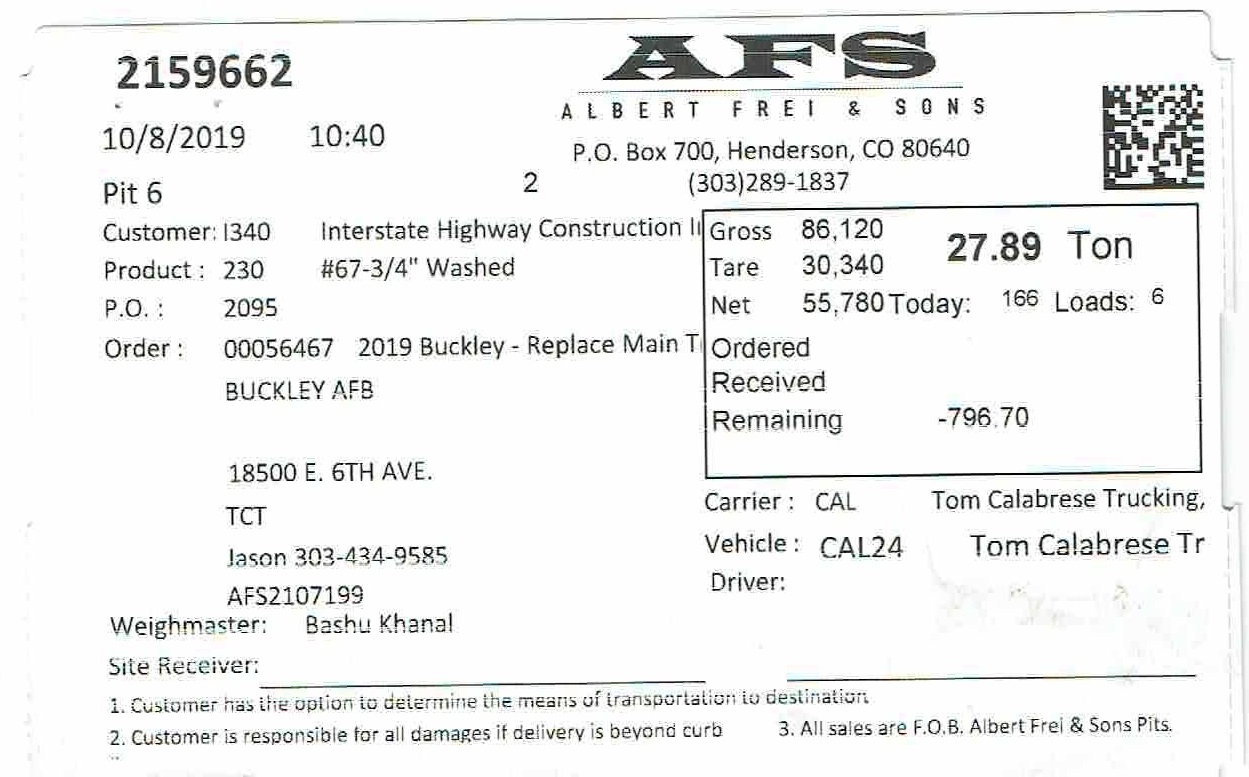 2159662
AFS
ALBERT FREI & SONS
10/8/2019 10:40
P.O. Box 700, Henderson, CO 80640
Pit 6 2 (303)289-1837
Customer: I340 Interstate Highway Construction I
Gross 86,120 27.89 Ton
Product : 230 #67-3/4" Washed
Tare 30,340
P.O. : 2095
Net 55,780 Today: 166 Loads: 6
Order : 00056467 2019 Buckley - Replace Main T
Ordered
BUCKLEY AFB
Received
Remaining -796.70
18500 E. 6TH AVE.
Carrier : CAL Tom Calabrese Trucking,
TCT
Vehicle : CAL24 Tom Calabrese Tr
Jason 303-434-9585
Driver:
AFS2107199
Weighmaster: Bashu Khanal
Site Receiver:
1. Customer has the option to determine the means of transportation to destination
2. Customer is responsible for all damages if delivery is beyond curb 3. All sales are F.O.B. Albert Frei & Sons Pits.